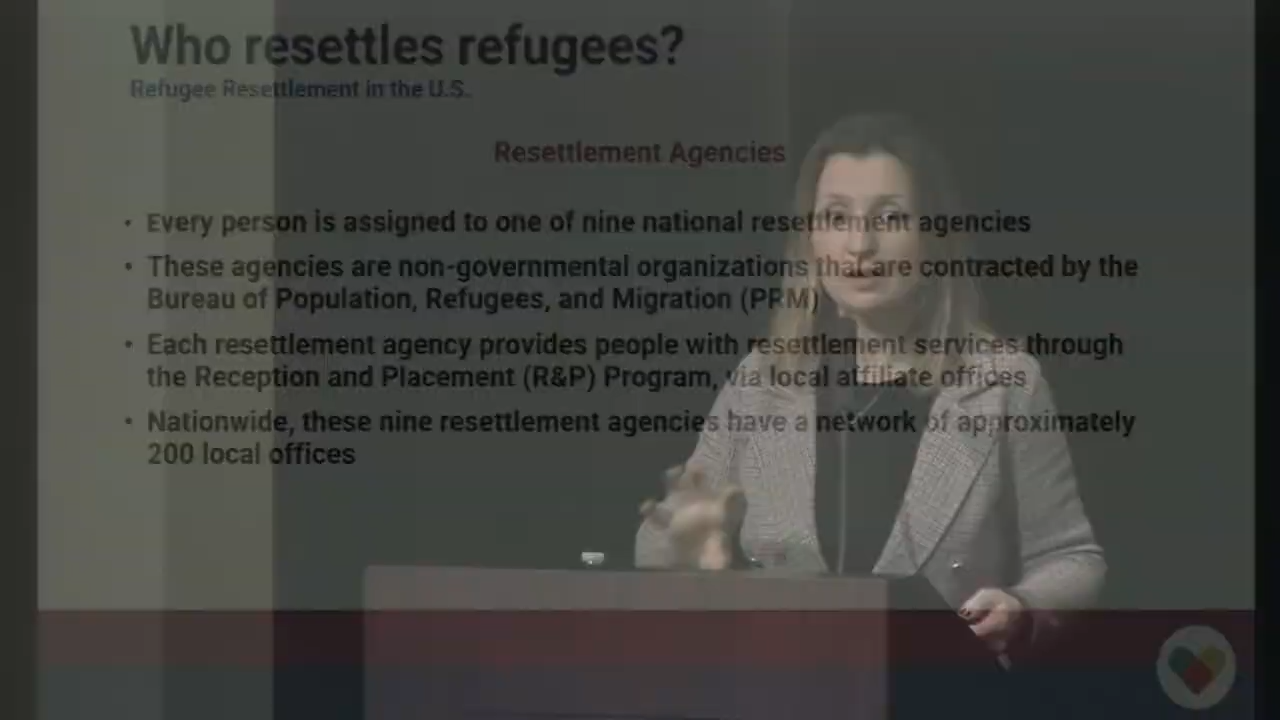 Who resettles refugees?
Refugee Resettlement in the U.S.
Resettlement Agencies
• Every person is assigned to one of nine national resettlement agencies
• These agencies are non-governmental organizations that are contracted by the
Bureau of Population, Refugees, and Migration (PRM)
• Each resettlement agency provides people with resettlement services through
the Reception and Placement (R&P) Program, via local affiliate offices
• Nationwide, these nine resettlement agencies have a network of approximately
200 local offices